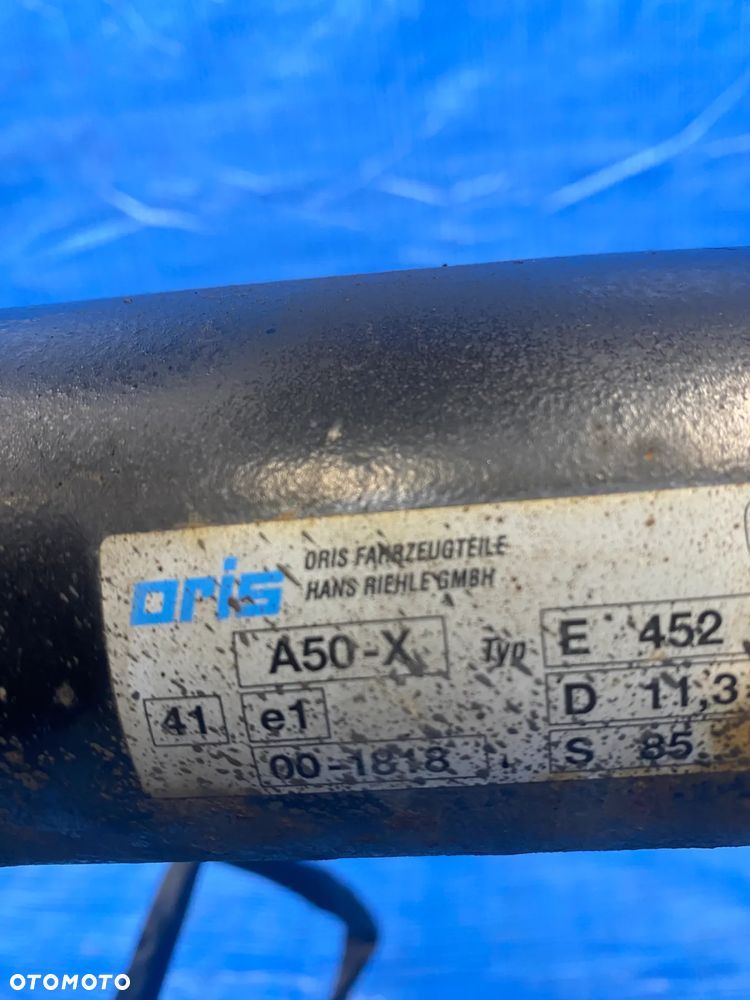 oris
ORIS FAHRZEUGTEILE
HANS RIEHLE GMBH
A50-X Typ E 452
41 e1 D 11,3
00-1818 S 85
OTOMOTO